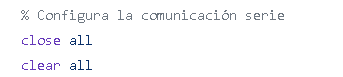 % Configura la comunicación serie
close all
clear all